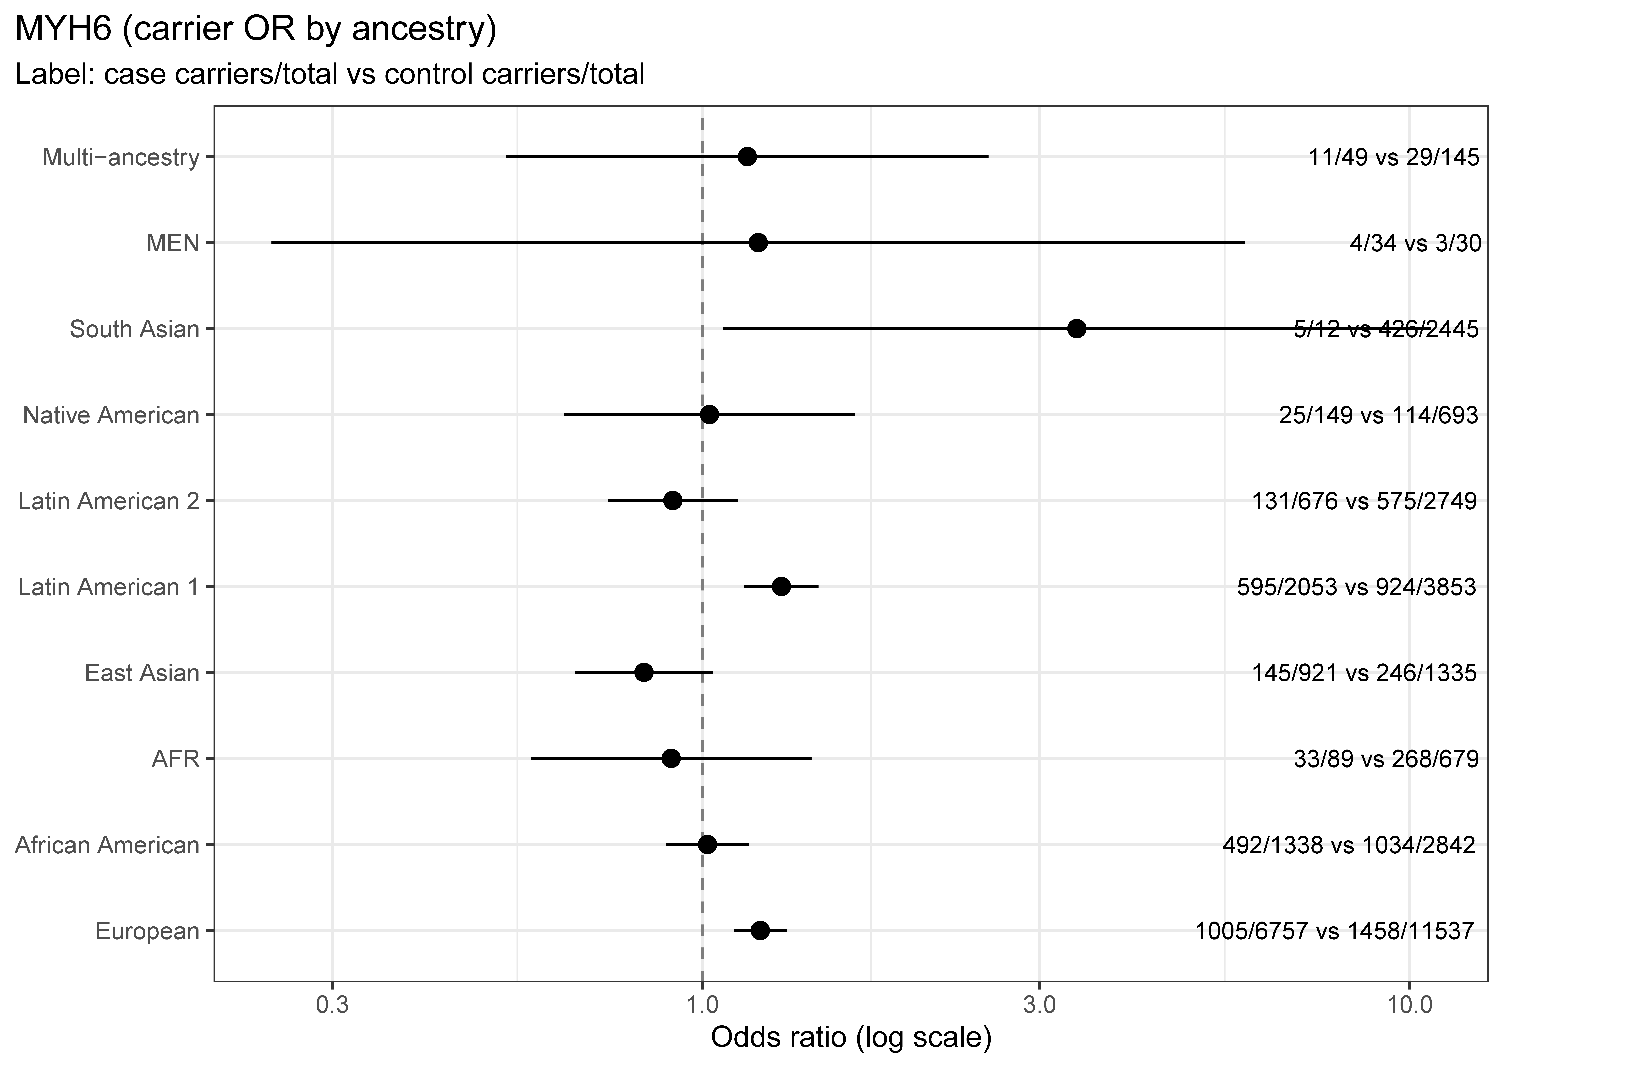 MYH6 (carrier OR by ancestry)
Label: case carriers/total vs control carriers/total
Multi−ancestry 11/49 vs 29/145
MEN 4/34 vs 3/30
South Asian 5/12 vs 426/2445
Native American 25/149 vs 114/693
Latin American 2 131/676 vs 575/2749
Latin American 1 595/2053 vs 924/3853
East Asian 145/921 vs 246/1335
AFR 33/89 vs 268/679
African American 492/1338 vs 1034/2842
European 1005/6757 vs 1458/11537
0.3 1.0 3.0 10.0
Odds ratio (log scale)